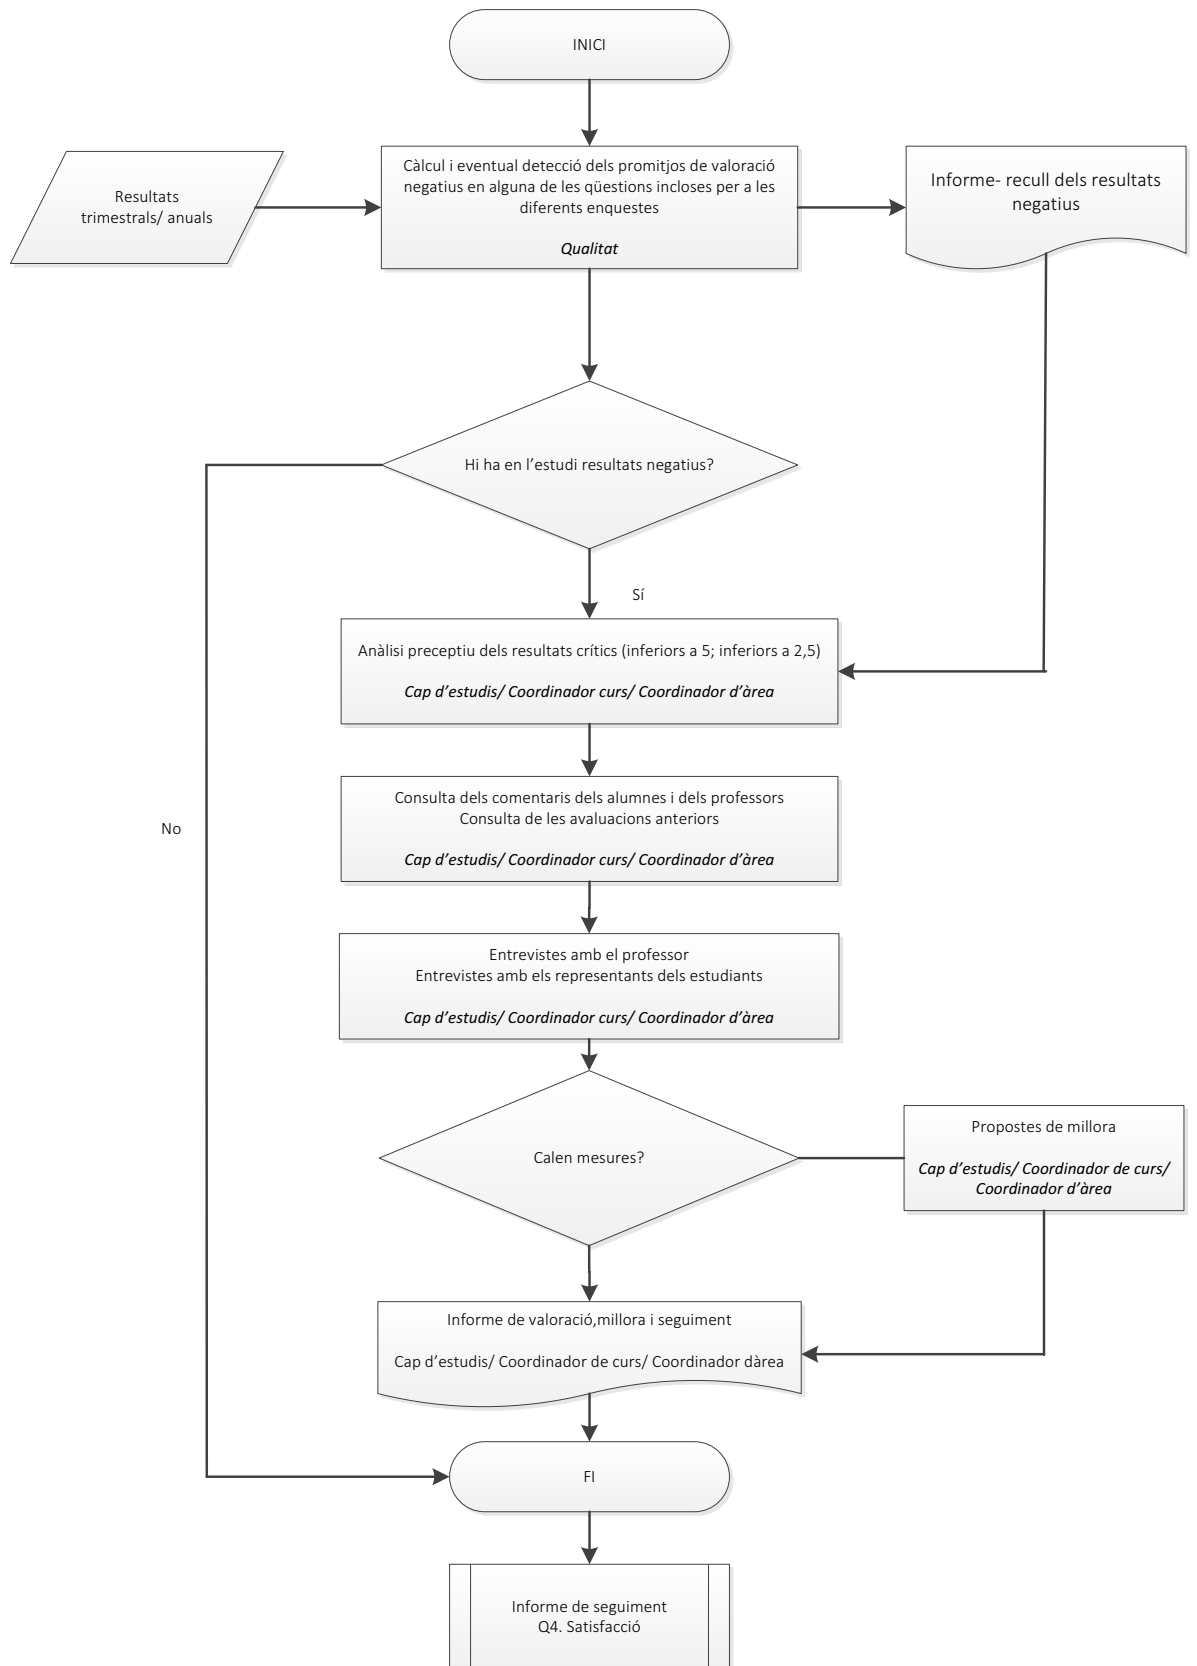 INICI
Resultats
trimestrals/ anuals
Càlcul i eventual detecció dels promitjos de valoració
negatius en alguna de les qüestions incloses per a les
diferents enquestes
Qualitat
Informe- recull dels resultats
negatius
Hi ha en l’estudi resultats negatius?
Sí
Anàlisi preceptiu dels resultats crítics (inferiors a 5; inferiors a 2,5)
Cap d’estudis/ Coordinador curs/ Coordinador d’àrea
Consulta dels comentaris dels alumnes i dels professors
Consulta de les avaluacions anteriors
Cap d’estudis/ Coordinador curs/ Coordinador d’àrea
No
Entrevistes amb el professor
Entrevistes amb els representants dels estudiants
Cap d’estudis/ Coordinador curs/ Coordinador d’àrea
Calen mesures?
Propostes de millora
Cap d’estudis/ Coordinador de curs/
Coordinador d’àrea
Informe de valoració,millora i seguiment
Cap d’estudis/ Coordinador de curs/ Coordinador dàrea
FI
Informe de seguiment
Q4. Satisfacció